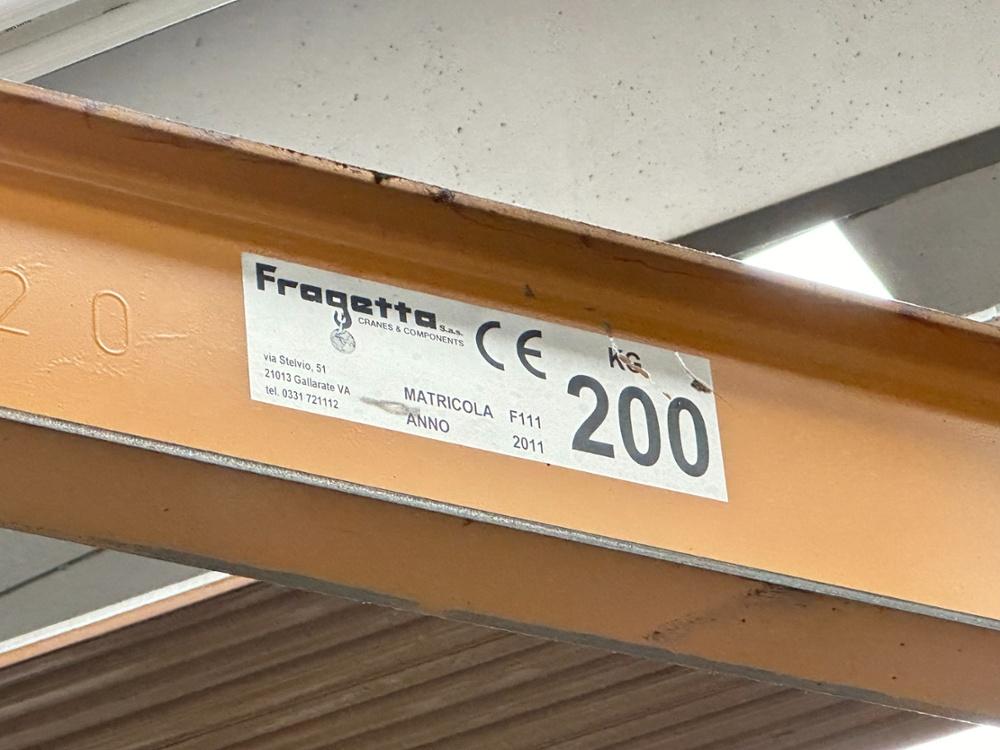 20
Fragetta s.a.s.
CRANES & COMPONENTS
CE
KG
200
via Stelvio, 51
21013 Gallarate VA
tel. 0331 721112
MATRICOLA F111
ANNO 2011